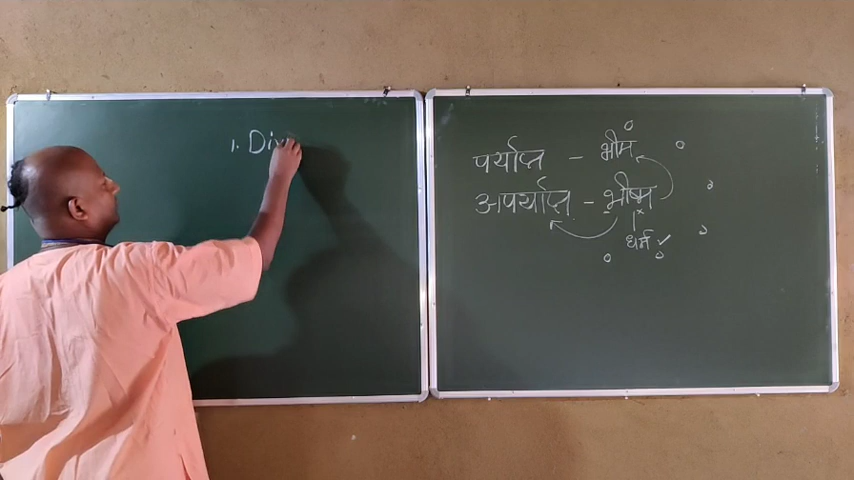 1. Div
पर्याप्त - भीम
अपर्याप्त - भीष्म
धर्म ✓